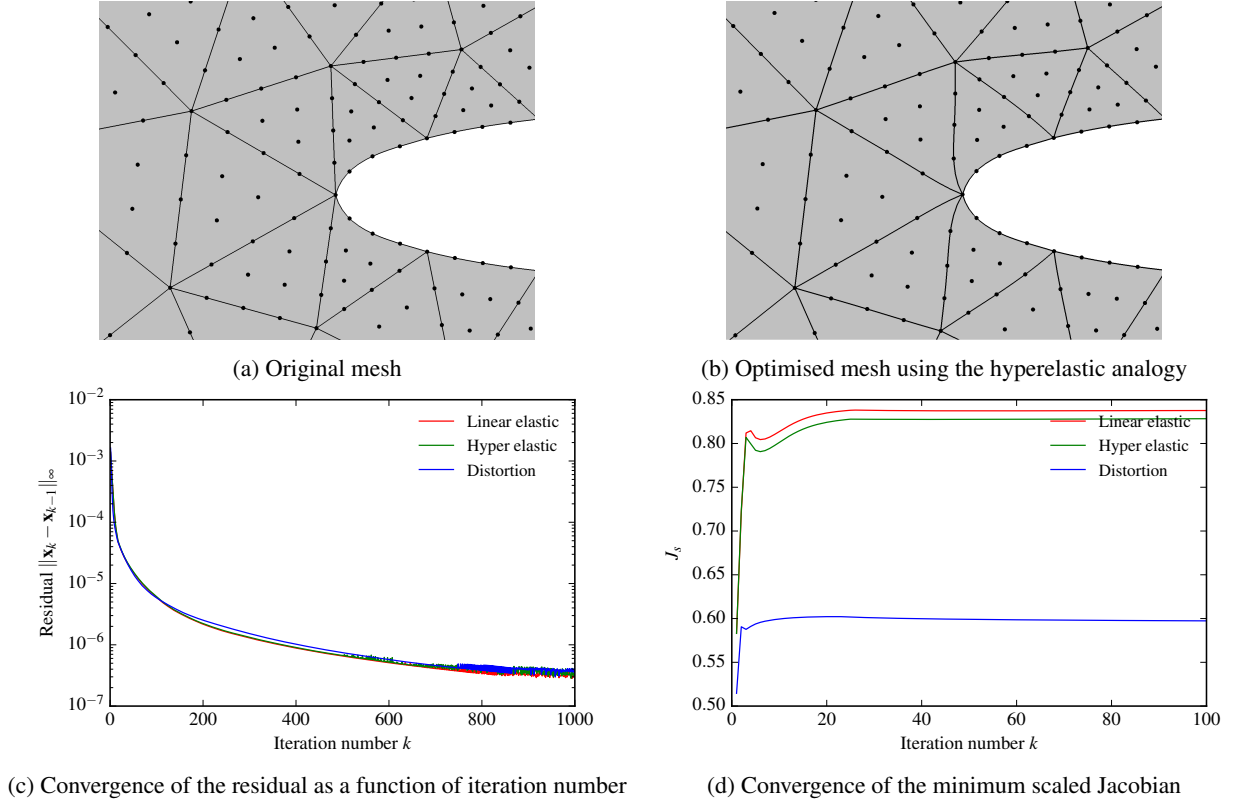 (a) Original mesh
(b) Optimised mesh using the hyperelastic analogy
10⁻²
10⁻³
10⁻⁴
10⁻⁵
10⁻⁶
10⁻⁷
Residual ||x_k − x_{k−1}||_∞
Linear elastic
Hyper elastic
Distortion
0
200
400
600
800
1000
Iteration number k
0.85
0.80
0.75
0.70
0.65
0.60
0.55
0.50
J_s
Linear elastic
Hyper elastic
Distortion
0
20
40
60
80
100
Iteration number k
(c) Convergence of the residual as a function of iteration number
(d) Convergence of the minimum scaled Jacobian